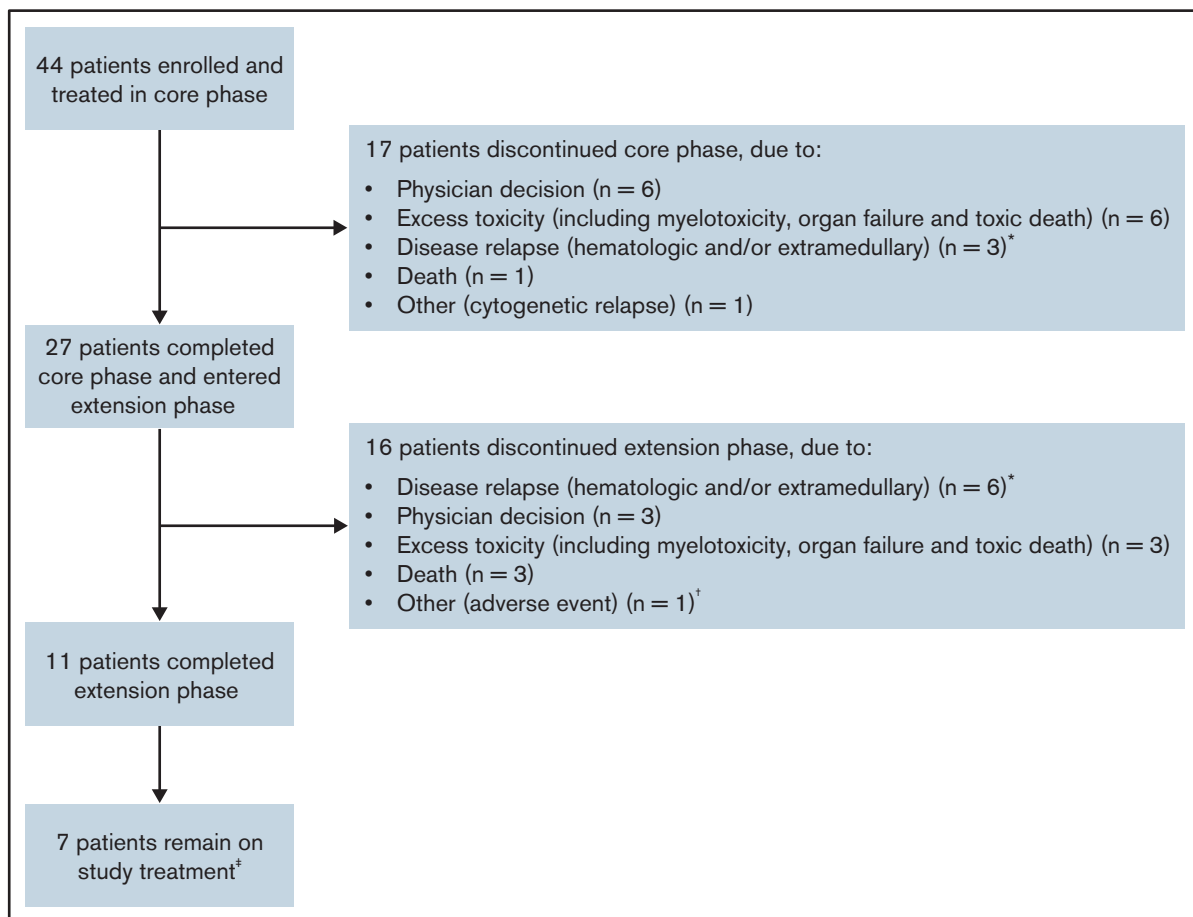 44 patients enrolled and
treated in core phase
17 patients discontinued core phase, due to:
• Physician decision (n = 6)
• Excess toxicity (including myelotoxicity, organ failure and toxic death) (n = 6)
• Disease relapse (hematologic and/or extramedullary) (n = 3)*
• Death (n = 1)
• Other (cytogenetic relapse) (n = 1)
27 patients completed
core phase and entered
extension phase
16 patients discontinued extension phase, due to:
• Disease relapse (hematologic and/or extramedullary) (n = 6)*
• Physician decision (n = 3)
• Excess toxicity (including myelotoxicity, organ failure and toxic death) (n = 3)
• Death (n = 3)
• Other (adverse event) (n = 1)†
11 patients completed
extension phase
7 patients remain on
study treatment‡